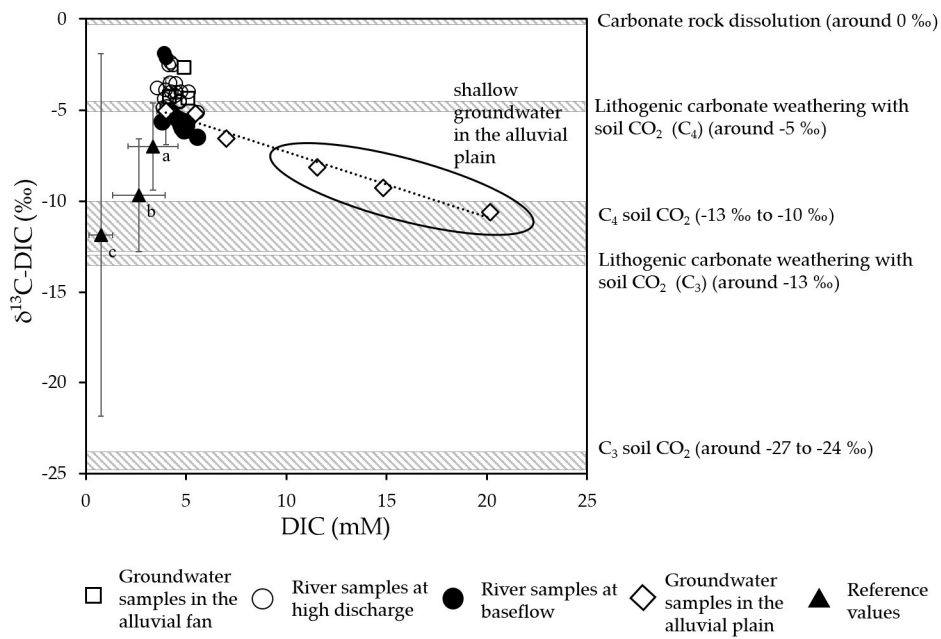 0
-5
-10
-15
-20
-25
δ¹³C-DIC (‰)
0
5
10
15
20
25
DIC (mM)
a
b
c
shallow
groundwater
in the alluvial
plain
Carbonate rock dissolution (around 0 ‰)
Lithogenic carbonate weathering with
soil CO₂ (C₄) (around -5 ‰)
C₄ soil CO₂ (-13 ‰ to -10 ‰)
Lithogenic carbonate weathering with
soil CO₂ (C₃) (around -13 ‰)
C₃ soil CO₂ (around -27 to -24 ‰)
Groundwater
samples in the
alluvial fan
River samples at
high discharge
River samples at
baseflow
Groundwater
samples in the
alluvial plain
Reference
values